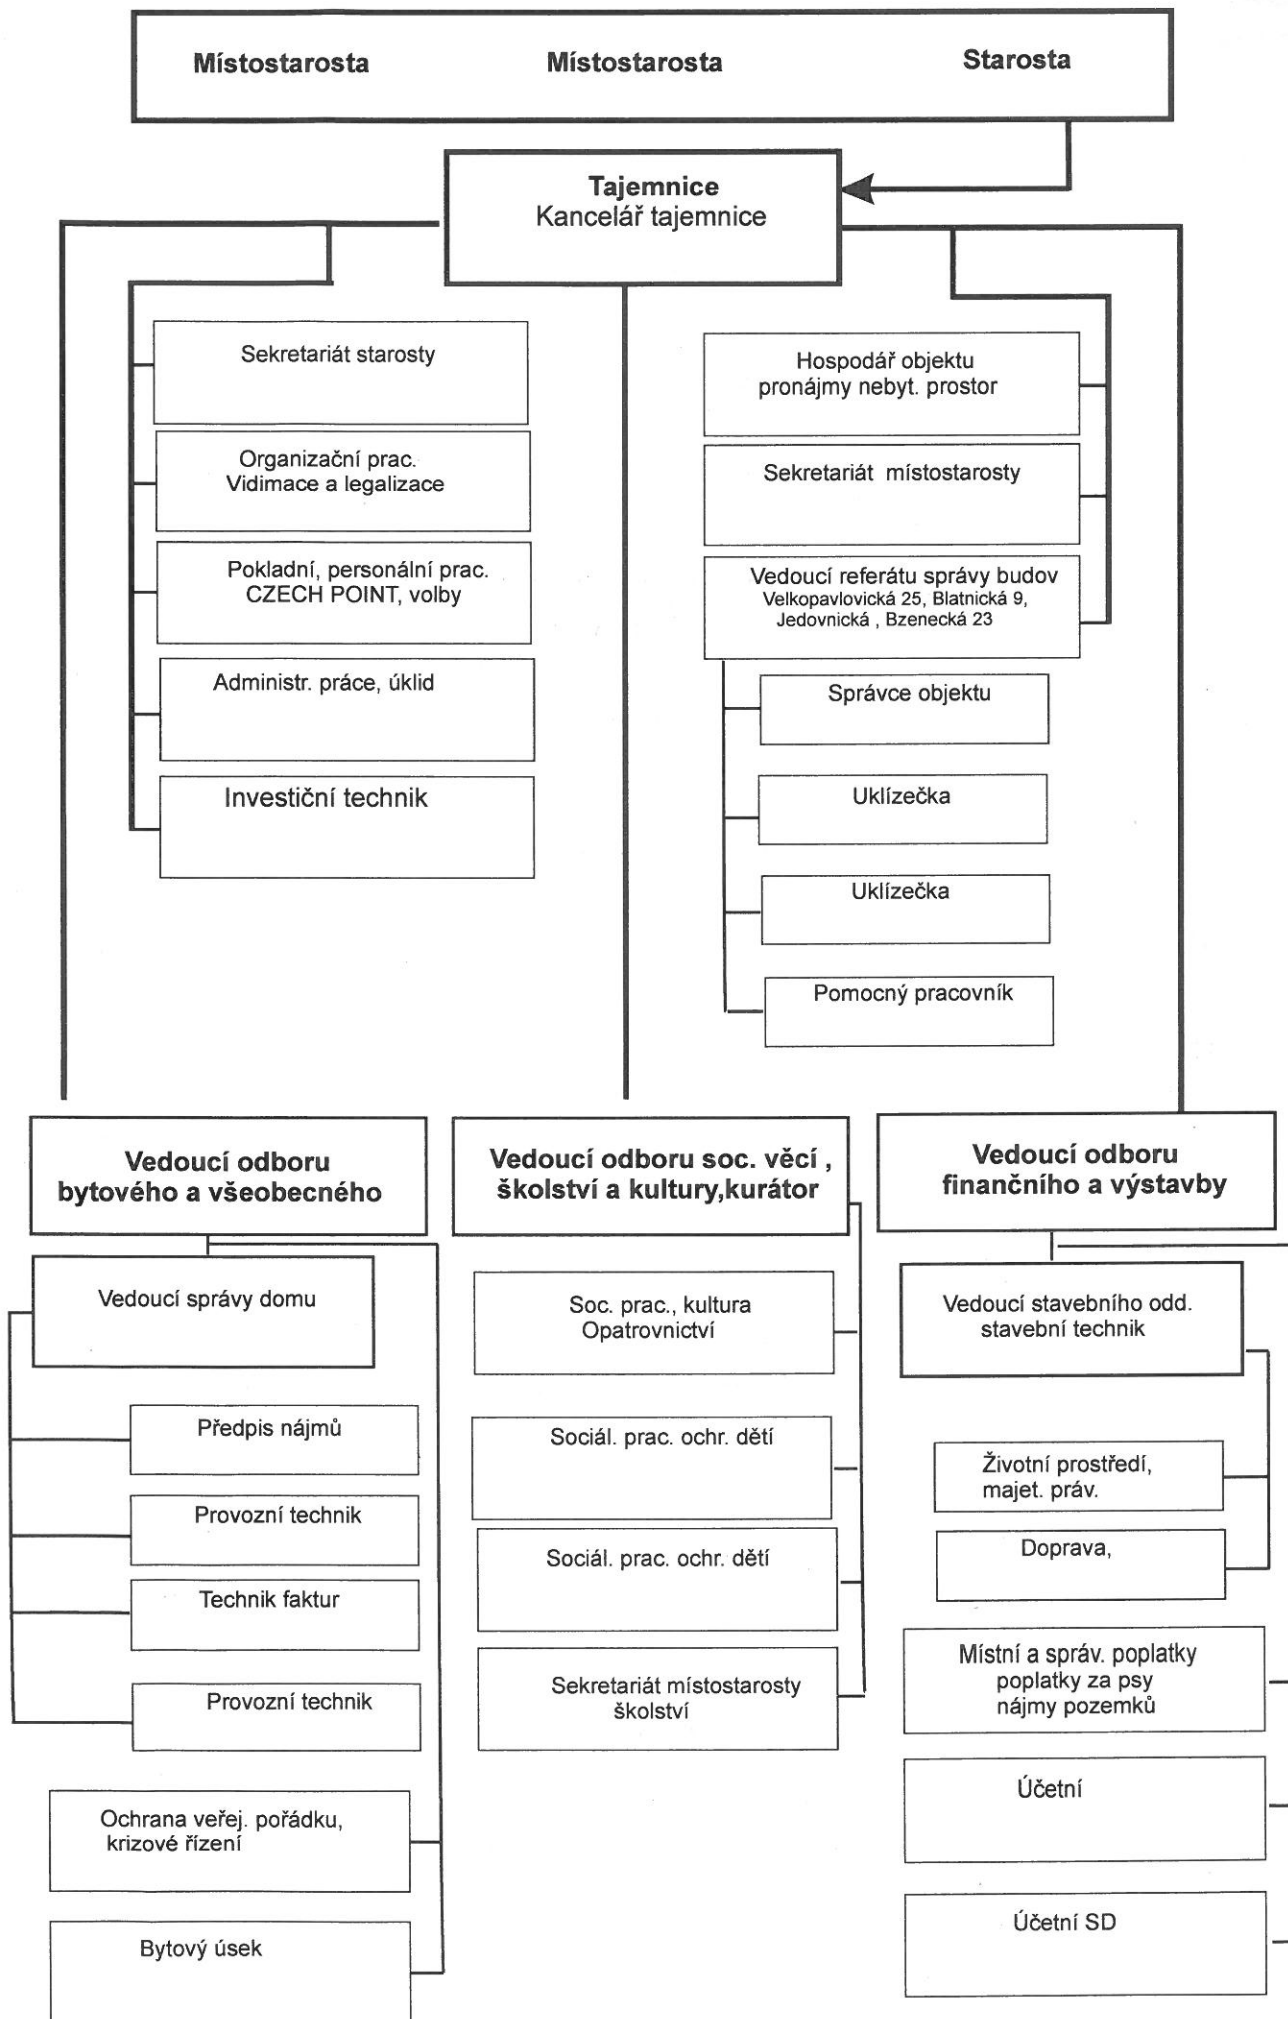 Místostarosta Místostarosta Starosta
Tajemnice
Kancelář tajemnice
Sekretariát starosty
Organizační prac.
Vidimace a legalizace
Pokladní, personální prac.
CZECH POINT, volby
Administr. práce, úklid
Investiční technik
Hospodář objektu
pronájmy nebyt. prostor
Sekretariát místostarosty
Vedoucí referátu správy budov
Velkopavlovická 25, Blatnická 9,
Jedovnická , Bzenecká 23
Správce objektu
Uklízečka
Uklízečka
Pomocný pracovník
Vedoucí odboru
bytového a všeobecného
Vedoucí správy domu
Předpis nájmů
Provozní technik
Technik faktur
Provozní technik
Ochrana veřej. pořádku,
krizové řízení
Bytový úsek
Vedoucí odboru soc. věcí ,
školství a kultury,kurátor
Soc. prac., kultura
Opatrovnictví
Sociál. prac. ochr. dětí
Sociál. prac. ochr. dětí
Sekretariát místostarosty
školství
Vedoucí odboru
finančního a výstavby
Vedoucí stavebního odd.
stavební technik
Životní prostředí,
majet. práv.
Doprava,
Místní a správ. poplatky
poplatky za psy
nájmy pozemků
Účetní
Účetní SD